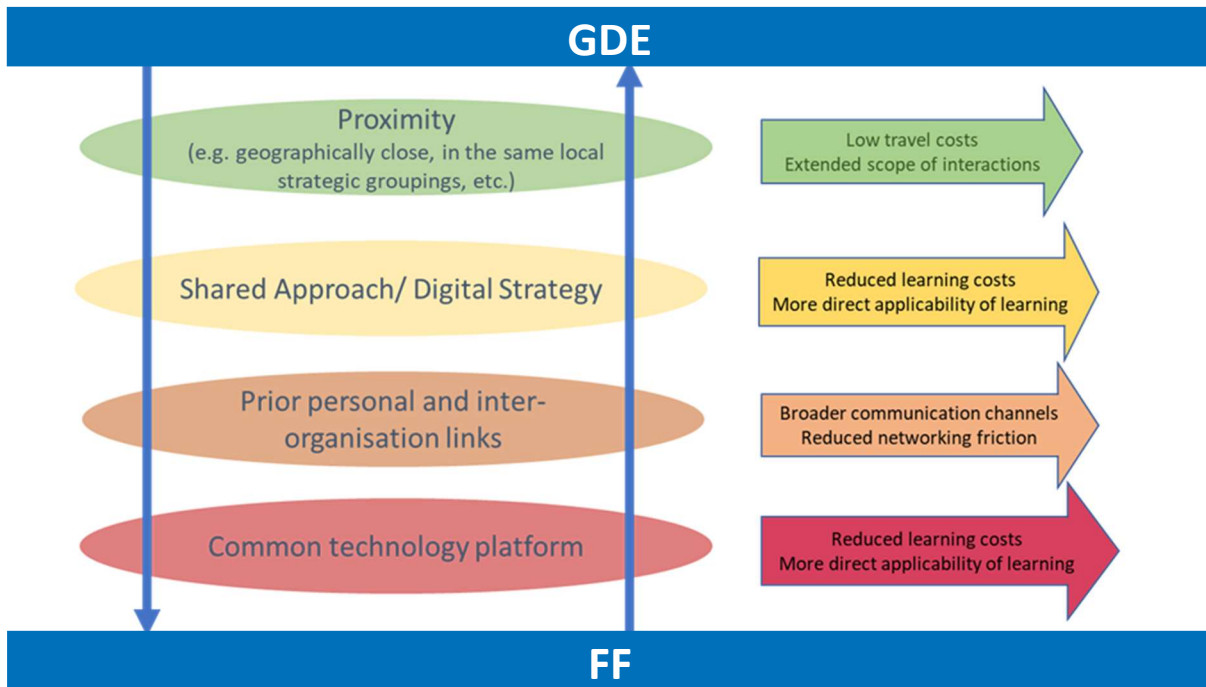 GDE
Proximity
(e.g. geographically close, in the same local
strategic groupings, etc.)
Low travel costs
Extended scope of interactions
Shared Approach/ Digital Strategy
Reduced learning costs
More direct applicability of learning
Prior personal and inter-
organisation links
Broader communication channels
Reduced networking friction
Common technology platform
Reduced learning costs
More direct applicability of learning
FF